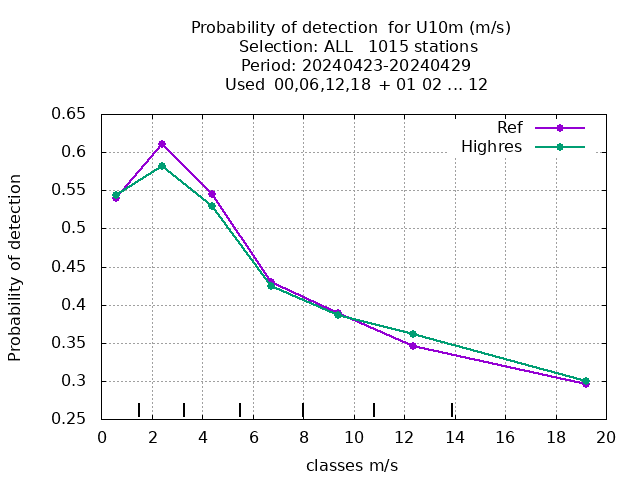 Probability of detection  for U10m (m/s)
Selection: ALL   1015 stations
Period: 20240423-20240429
Used  00,06,12,18 + 01 02 ... 12
Ref
Highres
Probability of detection
0.65
0.6
0.55
0.5
0.45
0.4
0.35
0.3
0.25
0 2 4 6 8 10 12 14 16 18 20
classes m/s